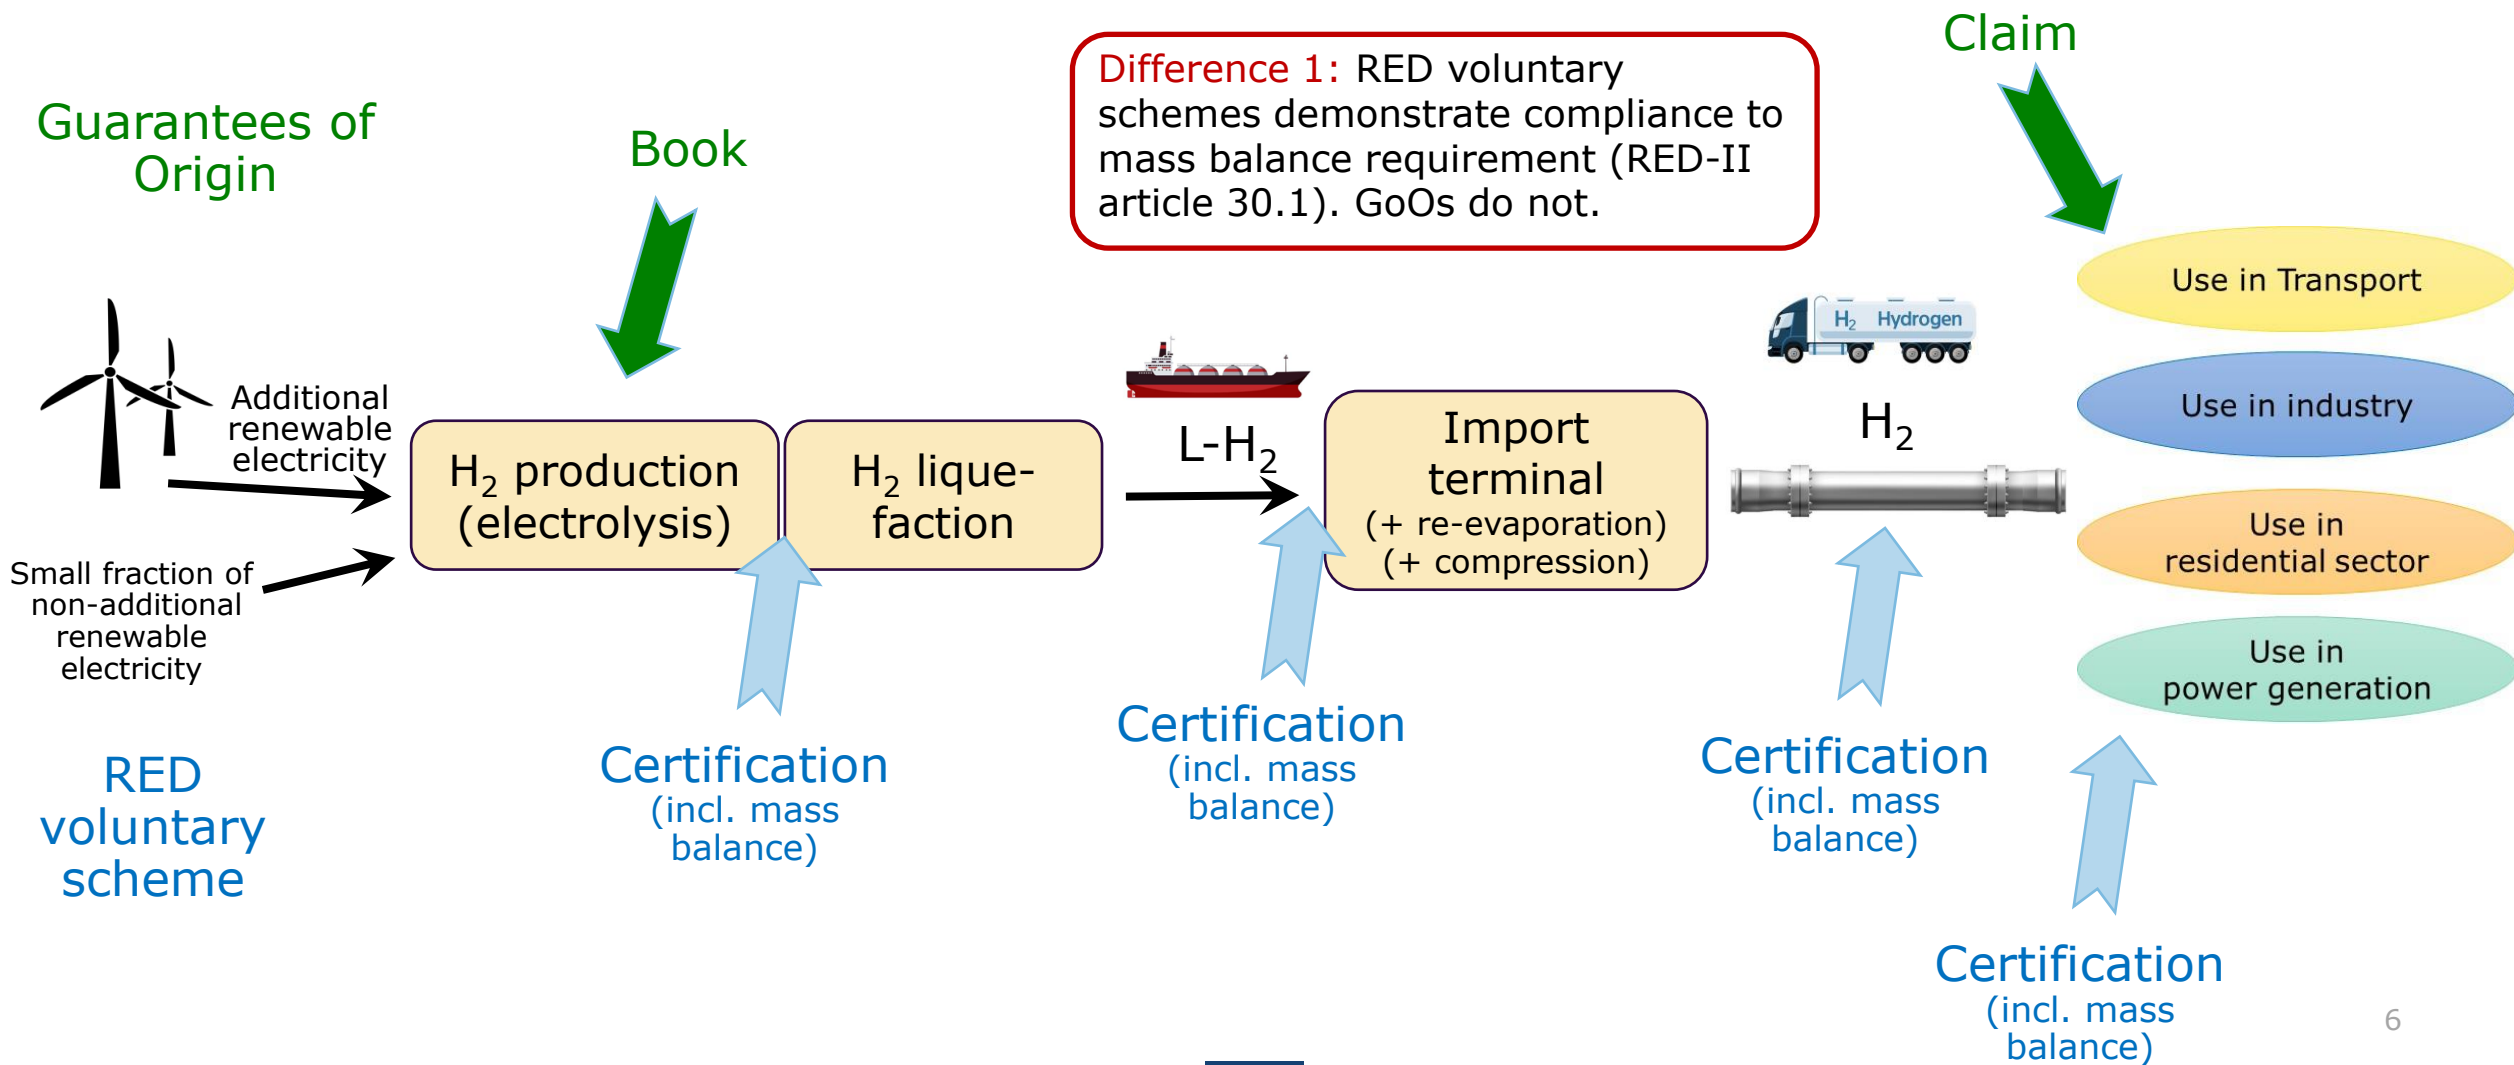 Guarantees of
Origin
Book
Difference 1: RED voluntary
schemes demonstrate compliance to
mass balance requirement (RED-II
article 30.1). GoOs do not.
Claim
Additional
renewable
electricity
Small fraction of
non-additional
renewable
electricity
H₂ production
(electrolysis)
H₂ lique-
faction
L-H₂
Import
terminal
(+ re-evaporation)
(+ compression)
H₂ Hydrogen
H₂
Use in Transport
Use in industry
Use in
residential sector
Use in
power generation
RED
voluntary
scheme
Certification
(incl. mass
balance)
Certification
(incl. mass
balance)
Certification
(incl. mass
balance)
Certification
(incl. mass
balance)
6